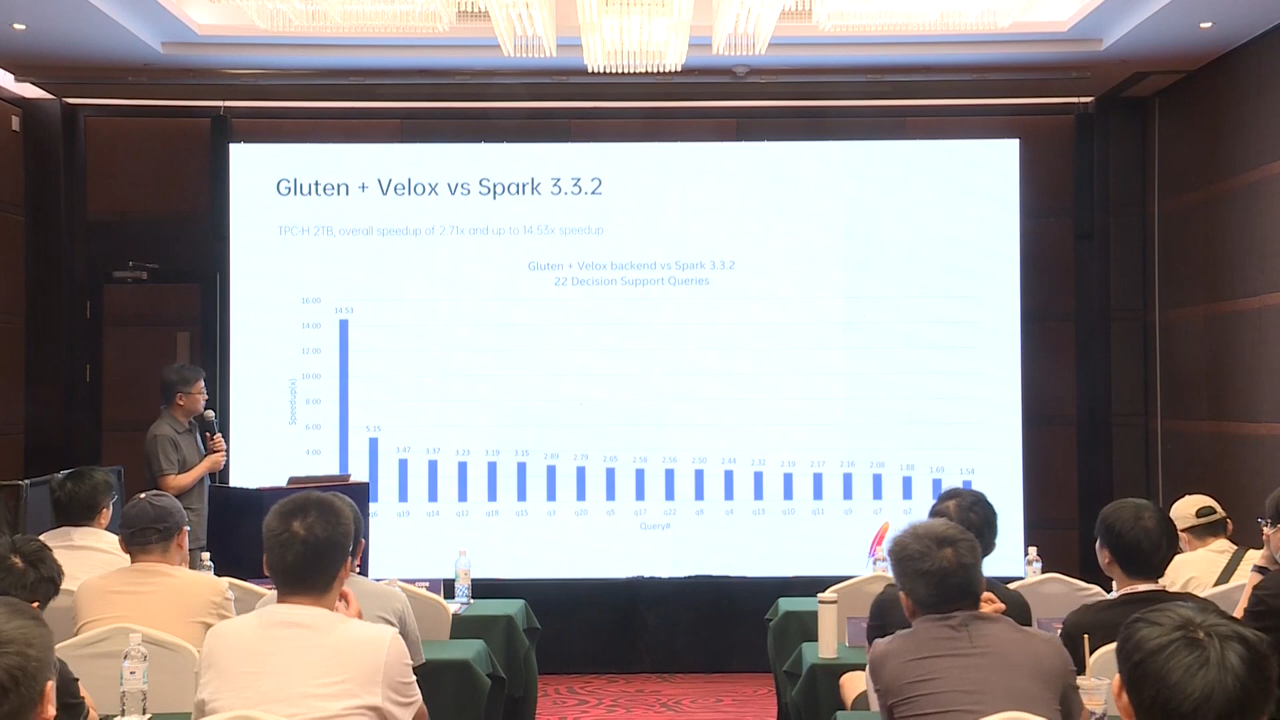 Gluten + Velox vs Spark 3.3.2
TPC-H 2TB, overall speedup of 2.71x and up to 14.53x speedup
Gluten + Velox backend vs Spark 3.3.2
22 Decision Support Queries
16.00
14.00
12.00
10.00
8.00
6.00
4.00
Speedup(x)
14.53 5.15 3.47 3.37 3.23 3.19 3.15 2.89 2.79 2.65 2.58 2.56 2.50 2.44 2.32 2.19 2.17 2.16 2.08 1.88 1.69 1.54
q6 q19 q14 q12 q18 q15 q3 q20 q5 q17 q22 q8 q4 q13 q10 q11 q9 q7 q2
Query#